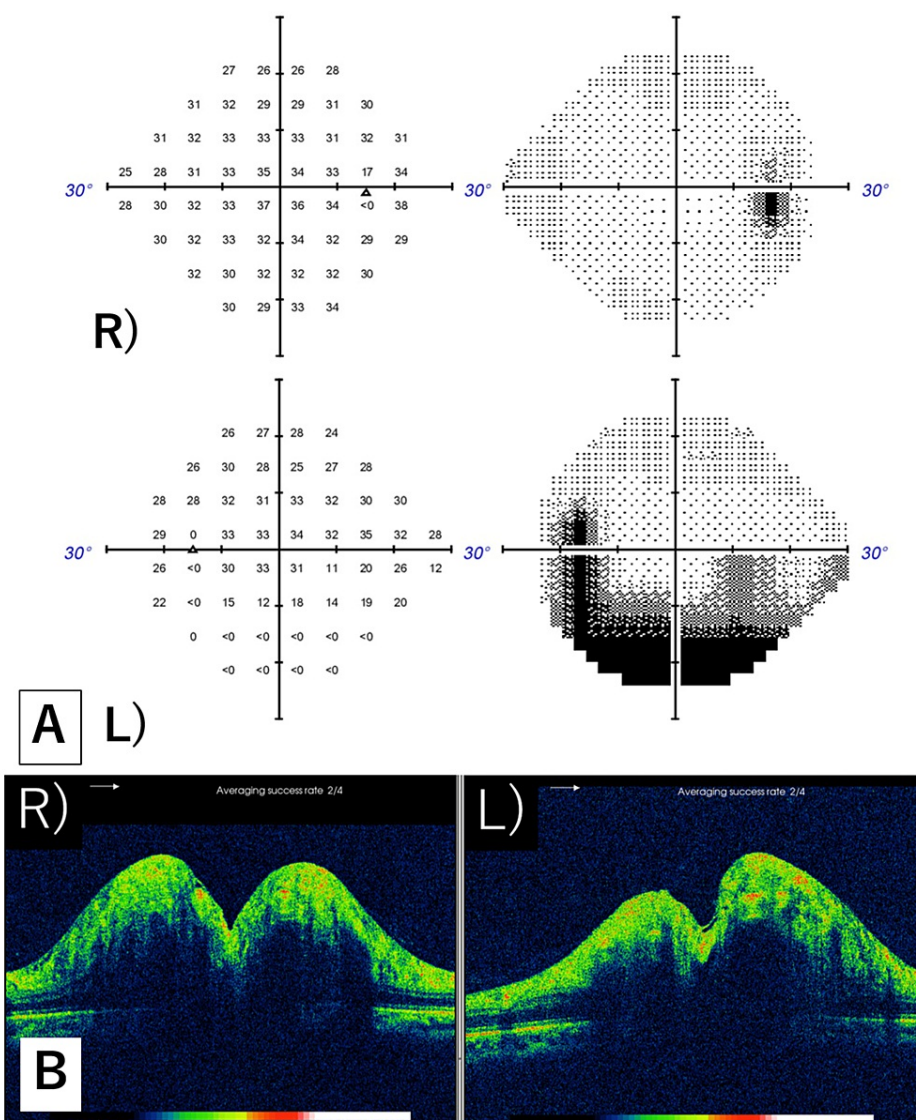 27 26 26 28
31 32 29 29 31 30
31 32 33 33 33 31 32 31
25 28 31 33 35 34 33 17 34
30° 30° 30°
28 30 32 33 37 36 34 <0 38
30 32 33 32 34 32 29 29
32 30 32 32 32 30
30 29 33 34
R)
26 27 28 24
26 30 28 25 27 28
28 28 32 31 33 32 30 30
29 0 33 33 34 32 35 32 28
30° 30° 30°
26 <0 30 33 31 11 20 26 12
22 <0 15 12 18 14 19 20
0 <0 <0 <0 <0 <0
<0 <0 <0 <0
A L)
R) Averaging success rate 2/4
L) Averaging success rate 2/4
B